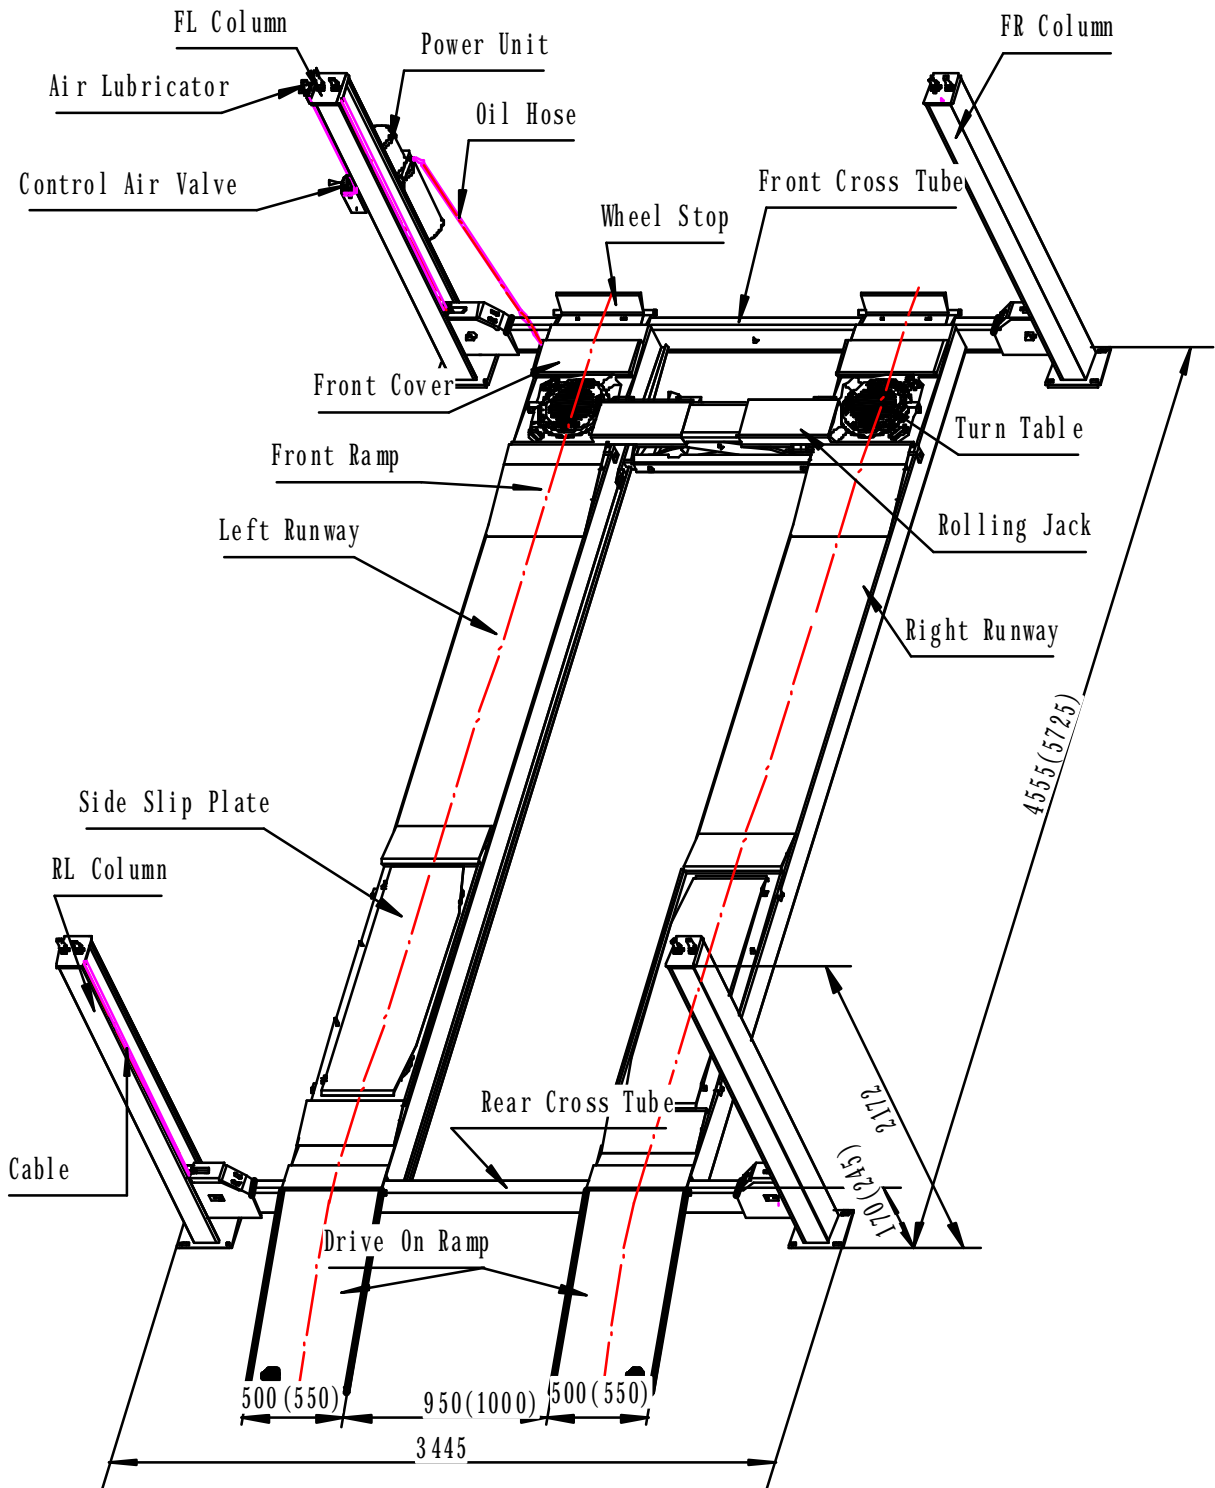 FL Column
FR Column
Power Unit
Air Lubricator
Oil Hose
Control Air Valve
Front Cross Tube
Wheel Stop
Front Cover
Turn Table
Front Ramp
Rolling Jack
Left Runway
Right Runway
4555(5725)
Side Slip Plate
RL Column
2172
Rear Cross Tube
170(245)
Cable
Drive On Ramp
500(550)
950(1000)
500(550)
3445